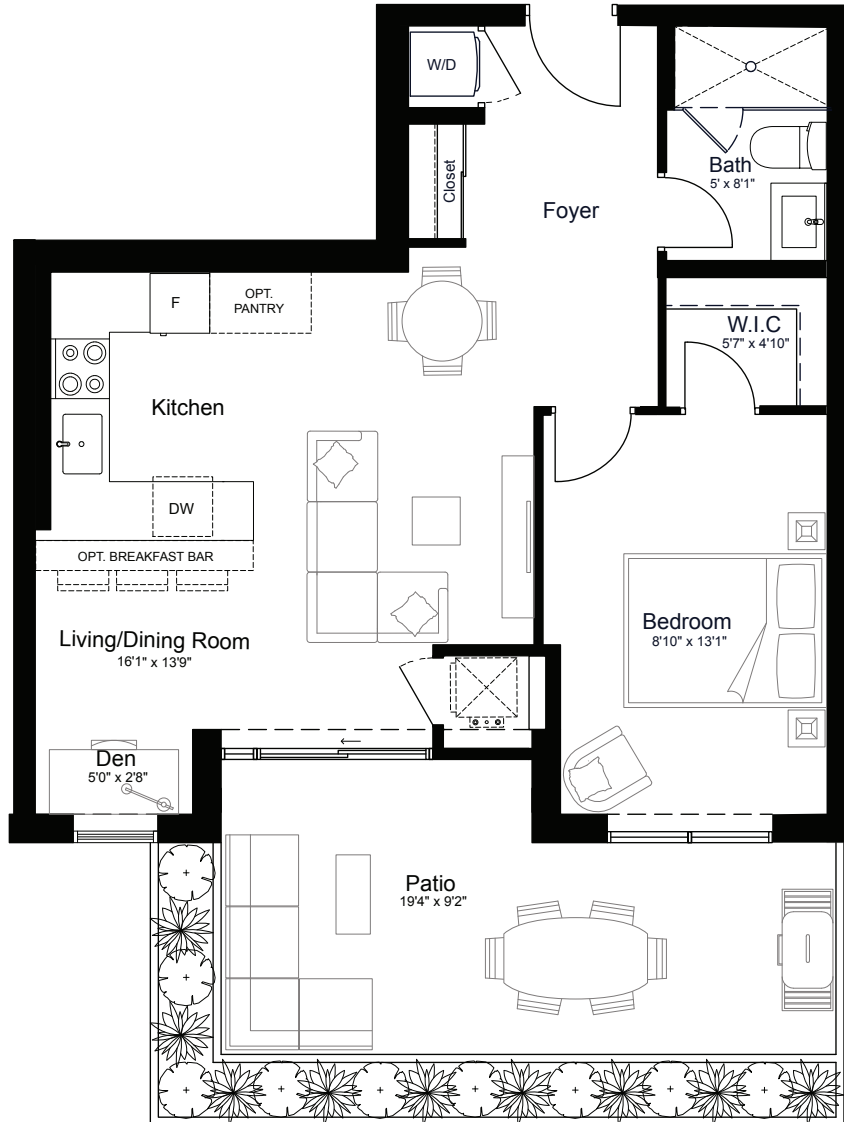 W/D
Closet
Foyer
Bath
5' x 8'1"
F
OPT.
PANTRY
W.I.C
5'7" x 4'10"
Kitchen
DW
OPT. BREAKFAST BAR
Living/Dining Room
16'1" x 13'9"
Bedroom
8'10" x 13'1"
Den
5'0" x 2'8"
Patio
19'4" x 9'2"